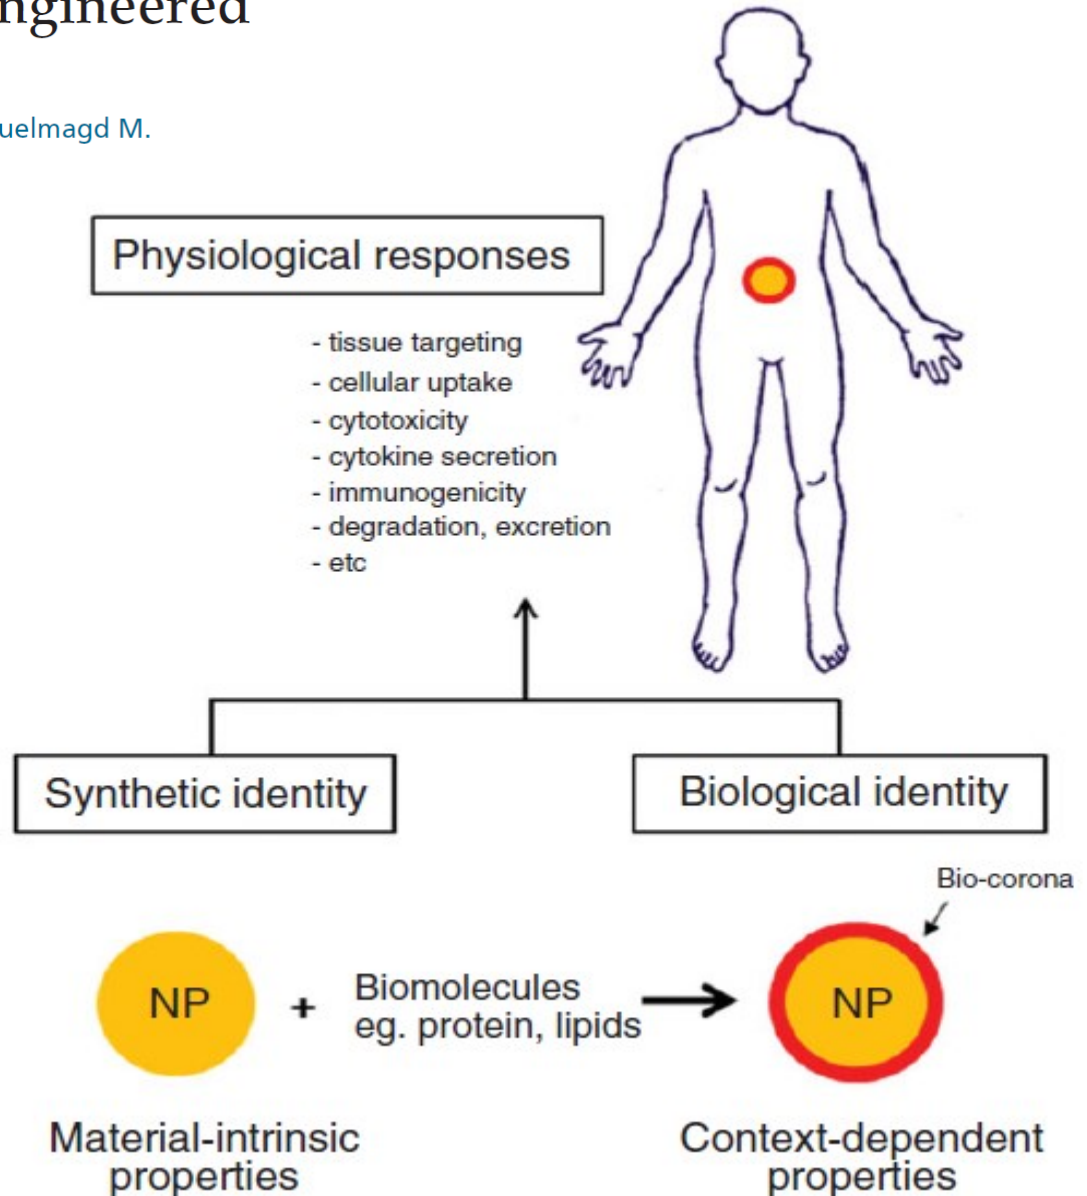 ngineered
uelmagd M.
Physiological responses
- tissue targeting
- cellular uptake
- cytotoxicity
- cytokine secretion
- immunogenicity
- degradation, excretion
- etc
Synthetic identity
Biological identity
Bio-corona
NP
+
Biomolecules
eg. protein, lipids
NP
Material-intrinsic
properties
Context-dependent
properties